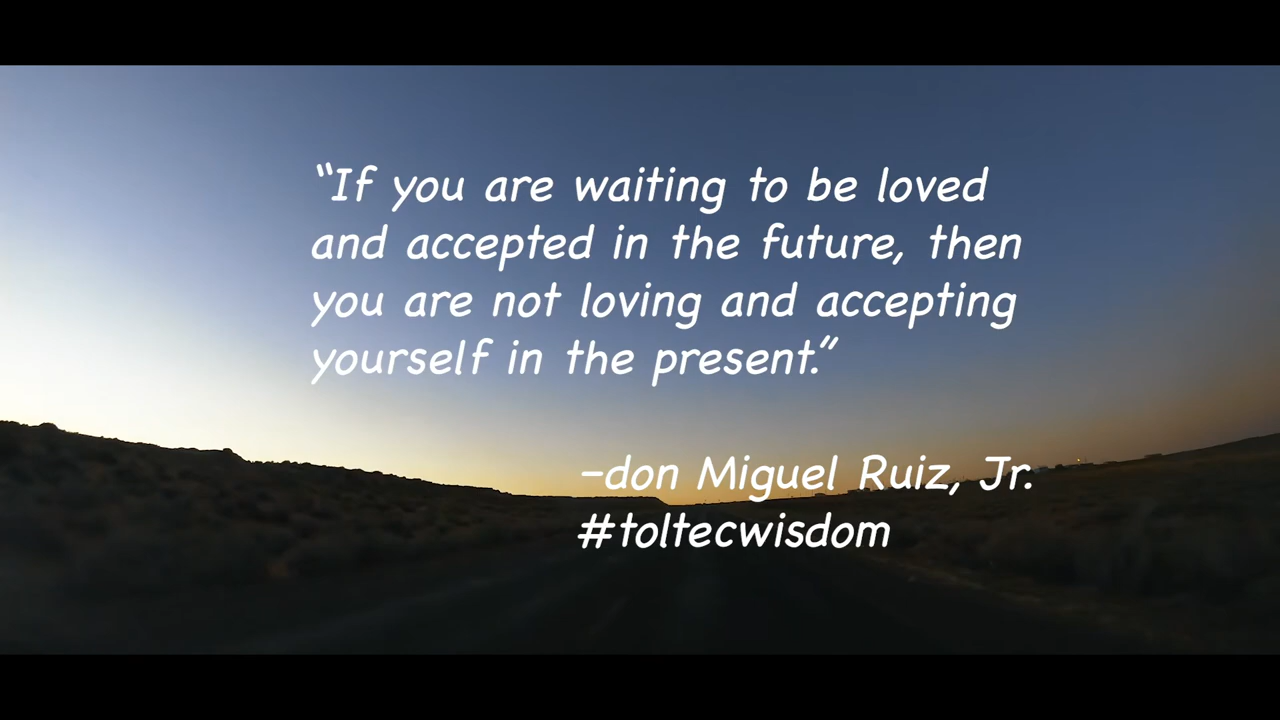 “If you are waiting to be loved
and accepted in the future, then
you are not loving and accepting
yourself in the present.”
–don Miguel Ruiz, Jr.
#toltecwisdom